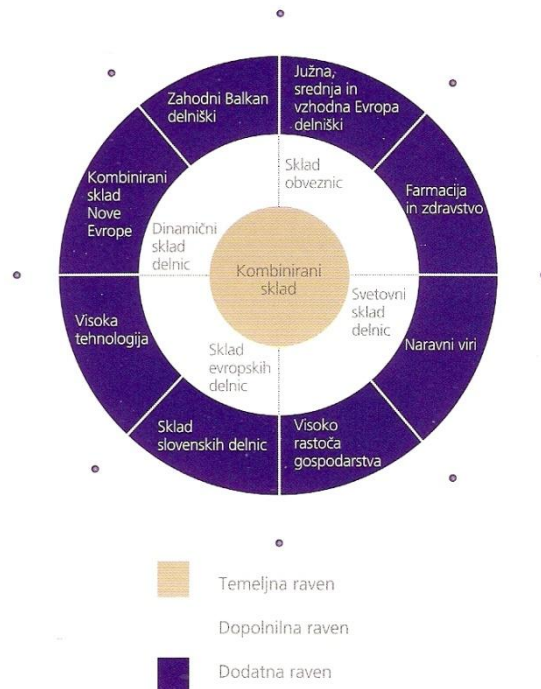 Zahodni Balkan
delniški
Južna,
srednja in
vzhodna Evropa
delniški
Kombinirani
sklad
Nove
Evrope
Sklad
obveznic
Farmacija
in zdravstvo
Dinamični
sklad
delnic
Kombinirani
sklad
Svetovni
sklad
delnic
Visoka
tehnologija
Sklad
evropskih
delnic
Naravni viri
Sklad
slovenskih delnic
Visoko
rastoča
gospodarstva
Temeljna raven
Dopolnilna raven
Dodatna raven